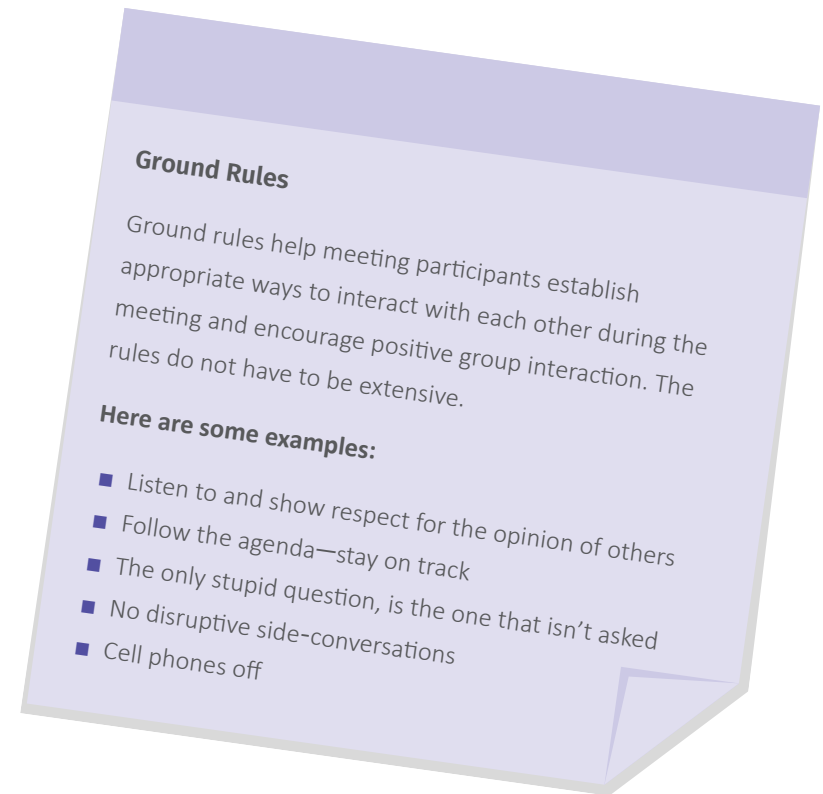 Ground Rules
Ground rules help meeting participants establish
appropriate ways to interact with each other during the
meeting and encourage positive group interaction. The
rules do not have to be extensive.
Here are some examples:
■ Listen to and show respect for the opinion of others
■ Follow the agenda—stay on track
■ The only stupid question, is the one that isn’t asked
■ No disruptive side-conversations
■ Cell phones off